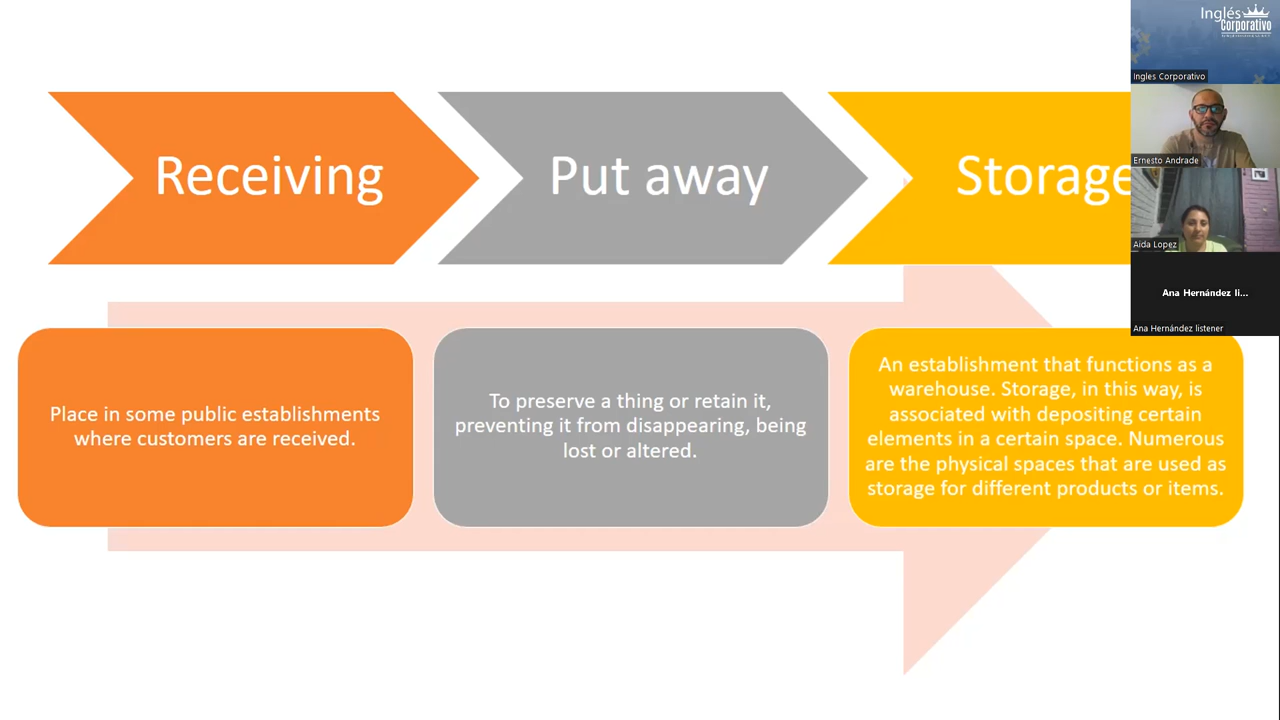 Receiving
Put away
Storage
Place in some public establishments
where customers are received.
To preserve a thing or retain it,
preventing it from disappearing, being
lost or altered.
An establishment that functions as a
warehouse. Storage, in this way, is
associated with depositing certain
elements in a certain space. Numerous
are the physical spaces that are used as
storage for different products or items.
Inglés
Corporativo
Ingles Corporativo
Ernesto Andrade
Aída Lopez
Ana Hernández li...
Ana Hernández listener